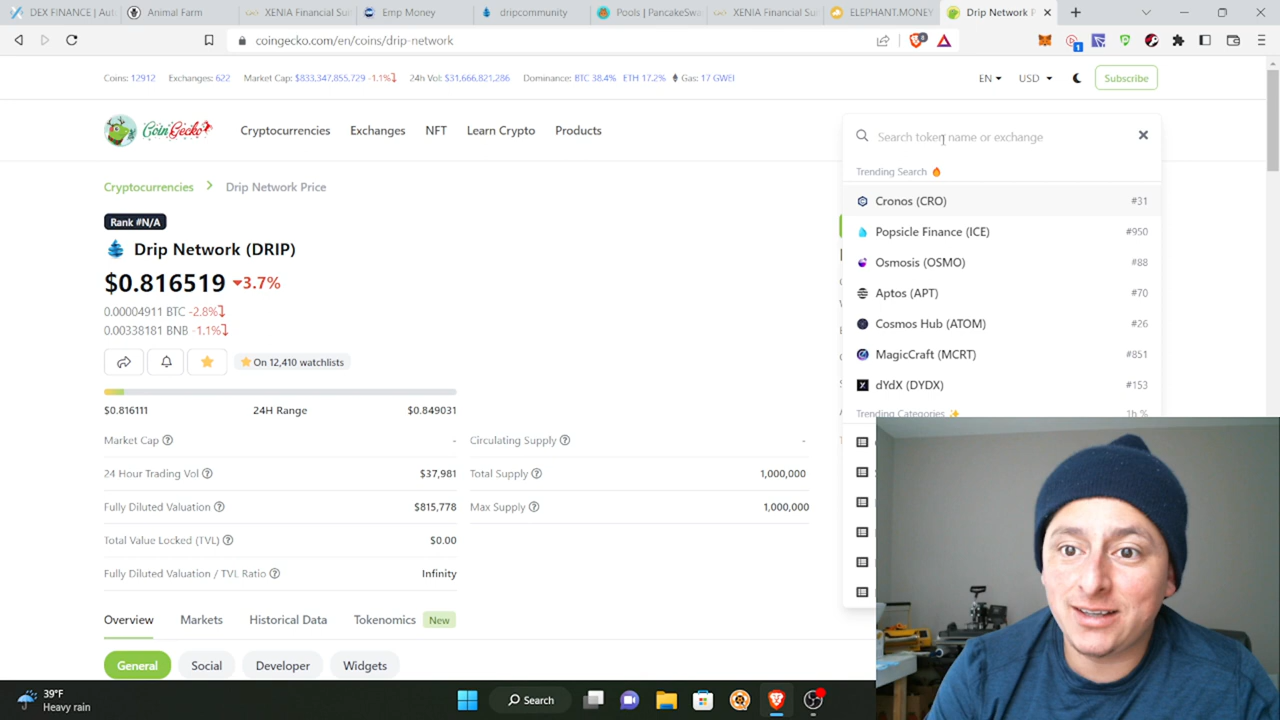 DEX FINANCE | Aut
Animal Farm
XENIA Financial Sui
Emp Money
dripcommunity
Pools | PancakeSwa
XENIA Financial Sui
ELEPHANT.MONEY
Drip Network P
coingecko.com/en/coins/drip-network
8
1
Coins: 12912
Exchanges: 622
Market Cap: $833,347,855,729 -1.1%
24h Vol: $31,666,821,286
Dominance: BTC 38.4% ETH 17.2%
Gas: 17 GWEI
EN
USD
Subscribe
CoinGecko
Cryptocurrencies
Exchanges
NFT
Learn Crypto
Products
Search token name or exchange
Trending Search
Cronos (CRO) #31
Popsicle Finance (ICE) #950
Osmosis (OSMO) #88
Aptos (APT) #70
Cosmos Hub (ATOM) #26
MagicCraft (MCRT) #851
dYdX (DYDX) #153
Trending Categories 1h %
Cryptocurrencies > Drip Network Price
Rank #N/A
Drip Network (DRIP)
$0.816519 3.7%
0.00004911 BTC -2.8%
0.00338181 BNB -1.1%
On 12,410 watchlists
$0.816111 24H Range $0.849031
Market Cap -
Circulating Supply -
24 Hour Trading Vol $37,981
Total Supply 1,000,000
Fully Diluted Valuation $815,778
Max Supply 1,000,000
Total Value Locked (TVL) $0.00
Fully Diluted Valuation / TVL Ratio Infinity
Overview
Markets
Historical Data
Tokenomics New
General
Social
Developer
Widgets
39°F
Heavy rain
Search